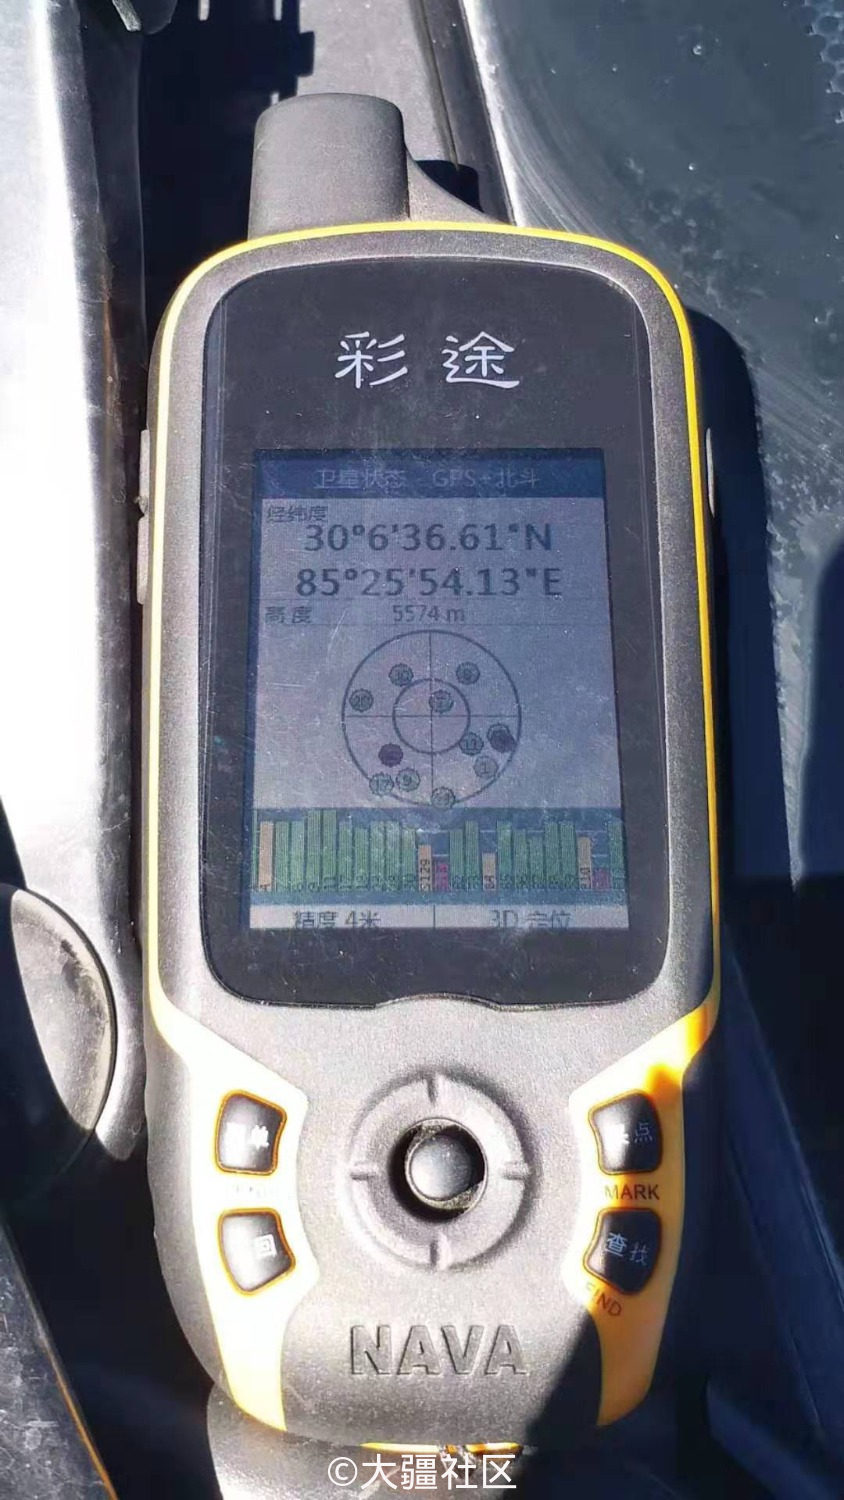 彩途
卫星状态 GPS+北斗
经纬度
30°6'36.61"N
85°25'54.13"E
高度 5574 m
精度 4米 3D 定位
点
MARK
回 查找
FIND
NAVA
©大疆社区